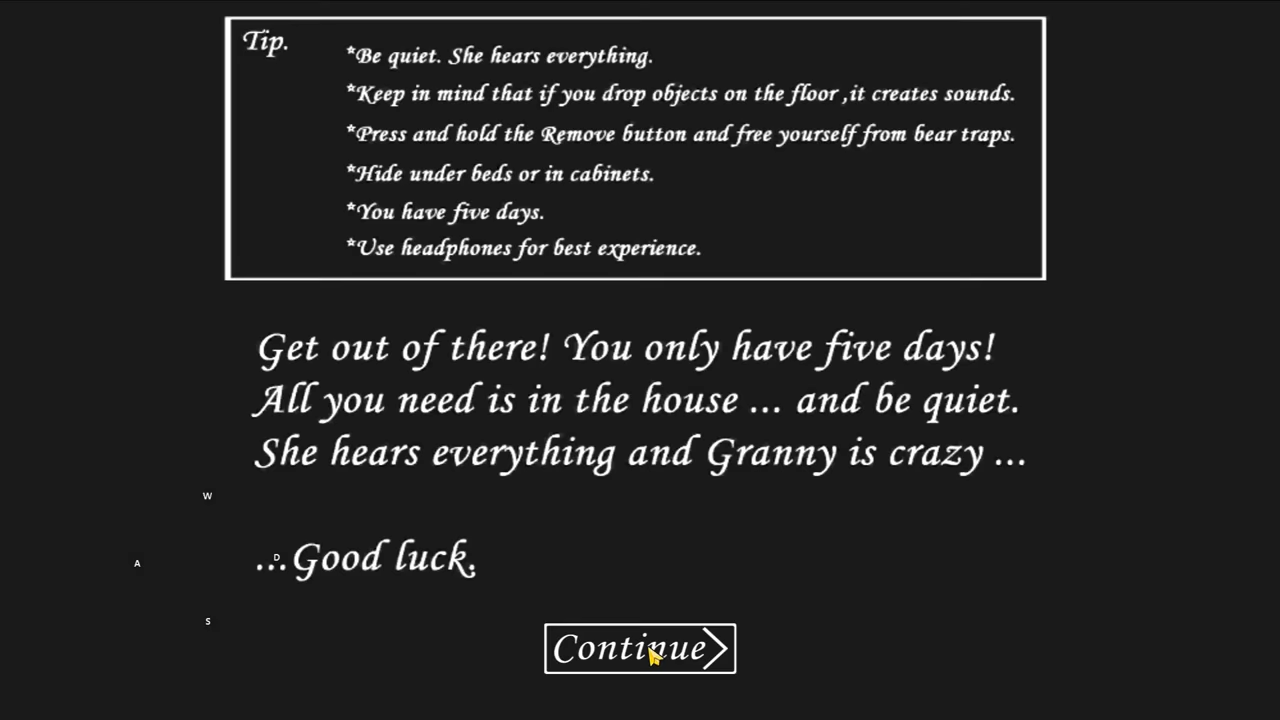 Tip.
*Be quiet. She hears everything.
*Keep in mind that if you drop objects on the floor ,it creates sounds.
*Press and hold the Remove button and free yourself from bear traps.
*Hide under beds or in cabinets.
*You have five days.
*Use headphones for best experience.
Get out of there! You only have five days!
All you need is in the house ... and be quiet.
She hears everything and Granny is crazy ...
W
A
D
...Good luck.
S
Continue>